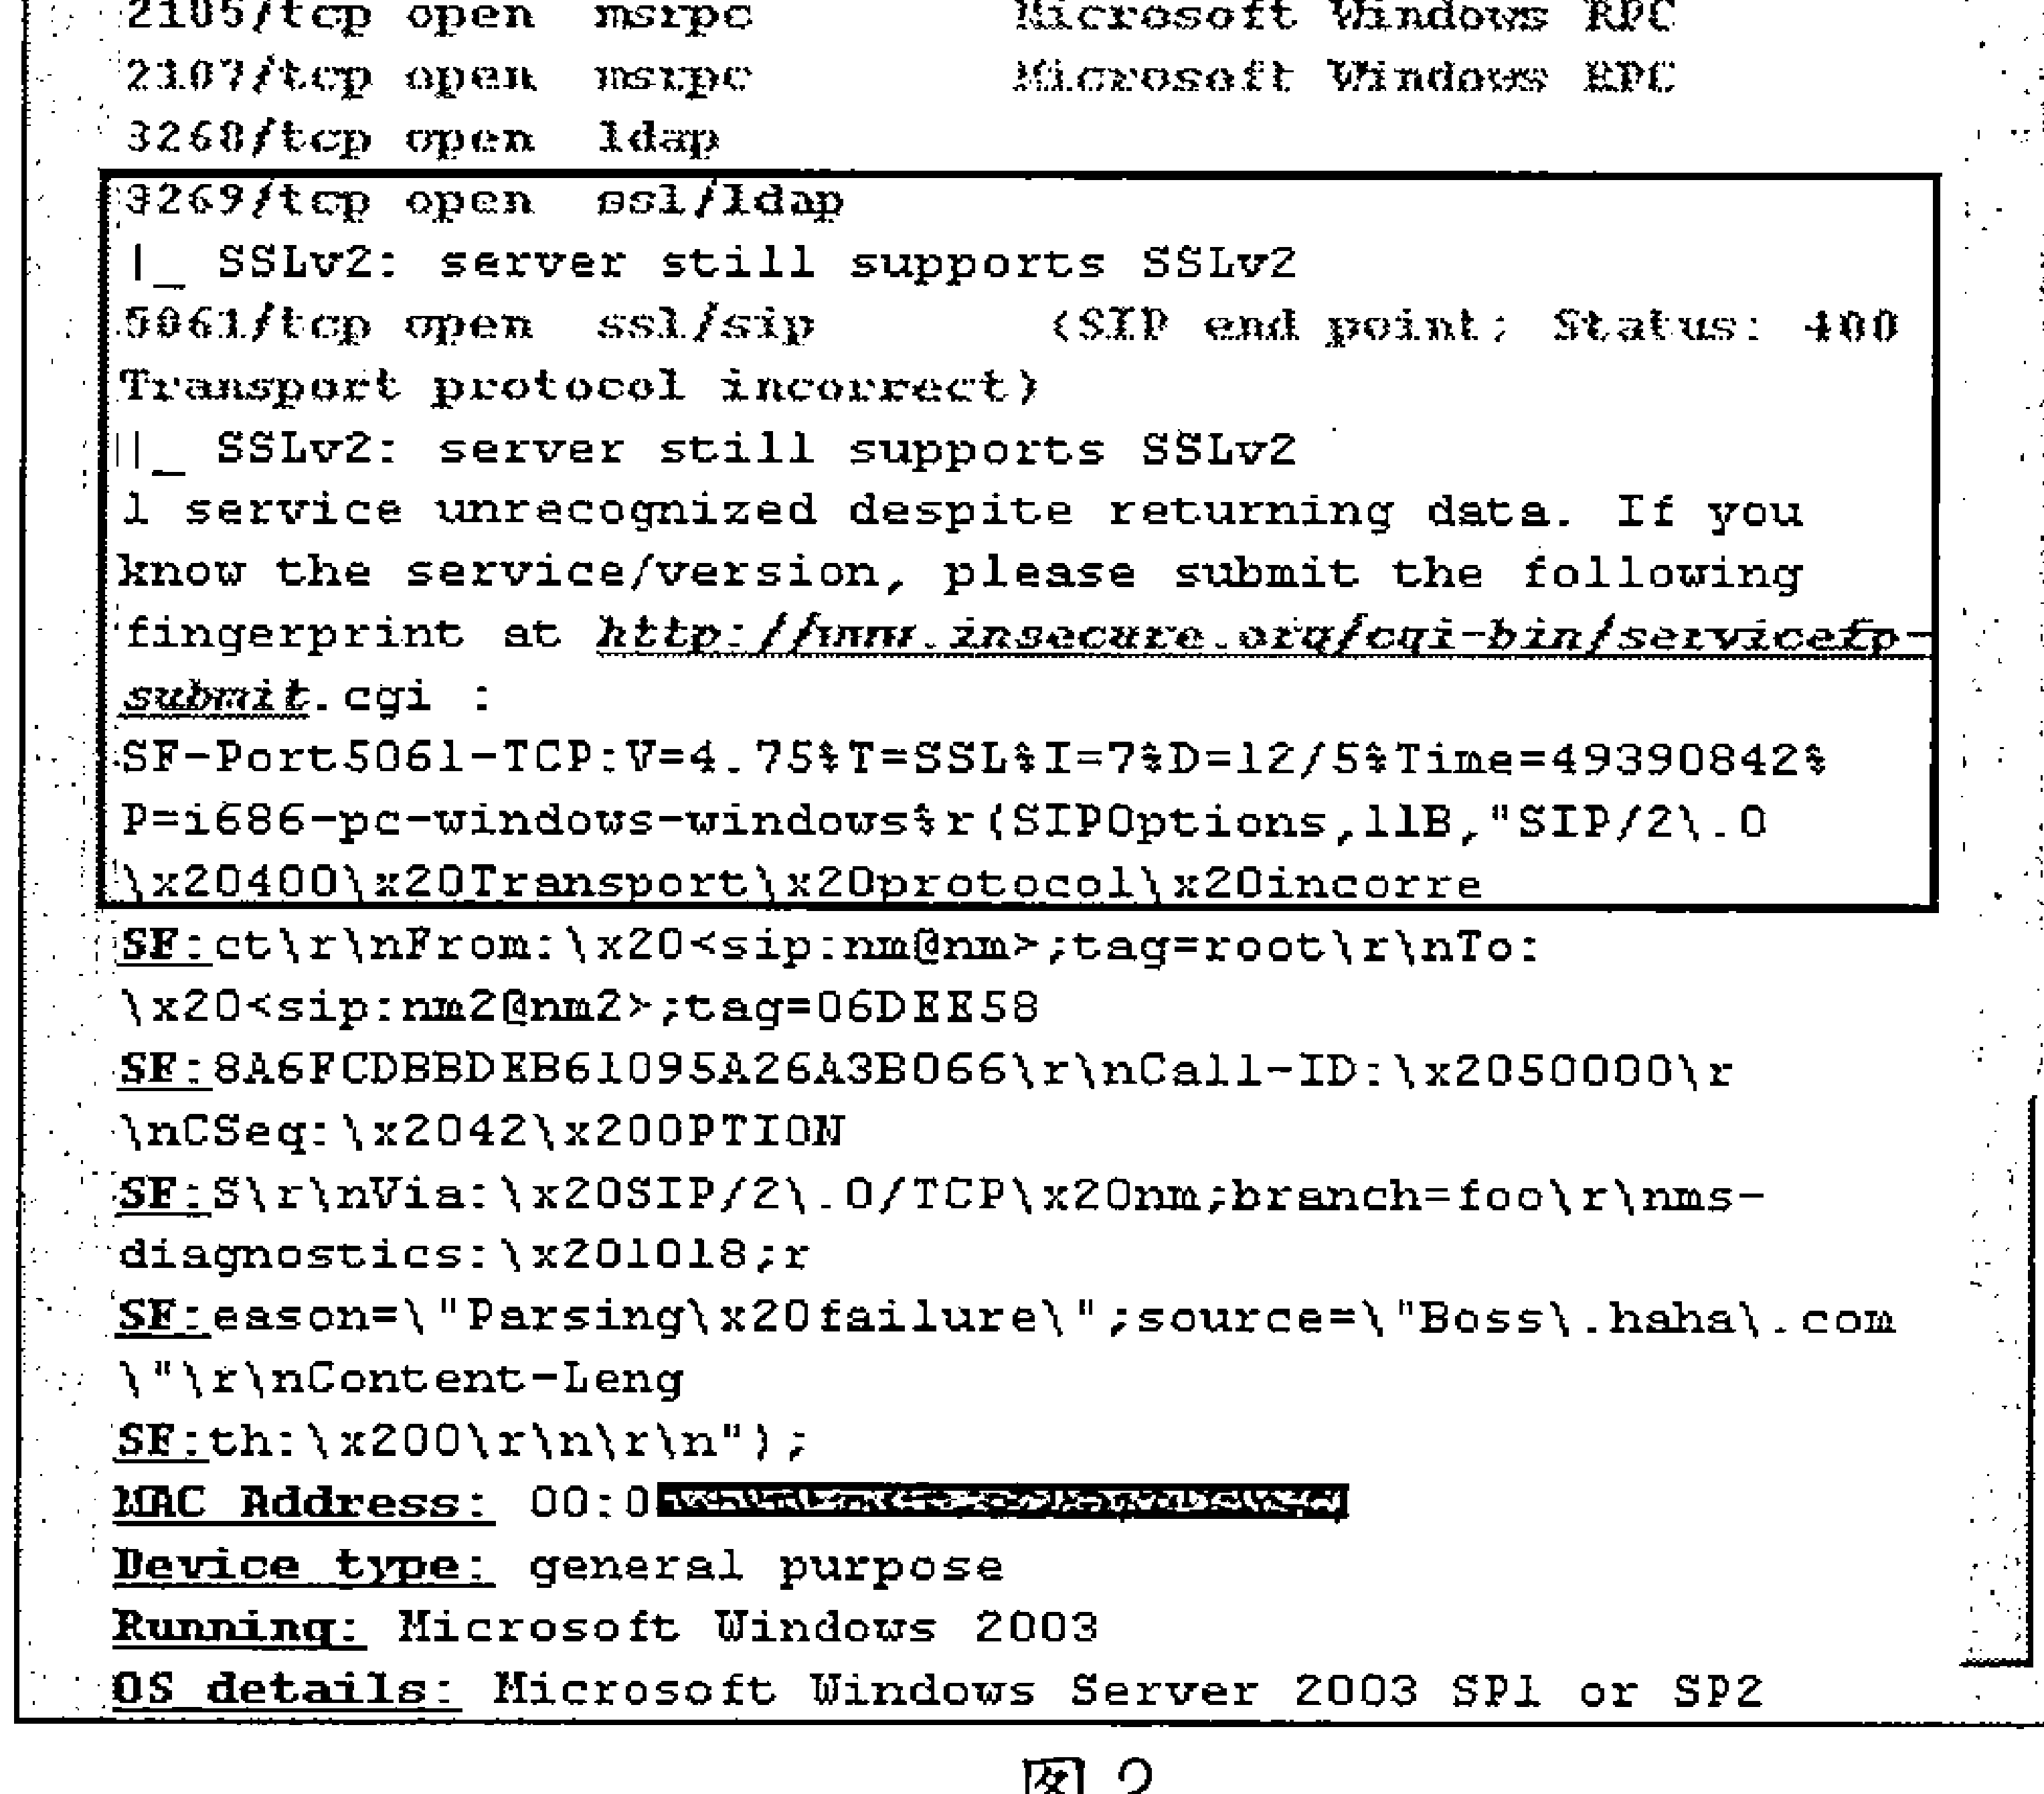 2105/tcp open  msrpc          Microsoft Windows RPC
2107/tcp open  msrpc          Microsoft Windows RPC
3268/tcp open  ldap
3269/tcp open  ssl/ldap
|_ SSLv2: server still supports SSLv2
5061/tcp open  ssl/sip        (SIP end point; Status: 400
Transport protocol incorrect)
||_ SSLv2: server still supports SSLv2
1 service unrecognized despite returning data. If you
know the service/version, please submit the following
fingerprint at http://www.insecure.org/cgi-bin/servicefp-
submit.cgi :
SF-Port5061-TCP:V=4.75%T=SSL%I=7%D=12/5%Time=49390842%
P=i686-pc-windows-windows%r(SIPOptions,11B,"SIP/2\.0
\x20400\x20Transport\x20protocol\x20incorre
SF:ct\r\nFrom:\x20<sip:nm@nm>;tag=root\r\nTo:
\x20<sip:nm2@nm2>;tag=06DEE58
SF:8A6FCDBBDEB61095A26A3B066\r\nCall-ID:\x2050000\r
\nCSeq:\x2042\x20OPTION
SF:S\r\nVia:\x20SIP/2\.0/TCP\x20nm;branch=foo\r\nms-
diagnostics:\x201018;r
SF:eason=\"Parsing\x20failure\";source=\"Boss\.haha\.com
\"\r\nContent-Leng
SF:th:\x200\r\n\r\n");
MAC Address: 00:0
Device type: general purpose
Running: Microsoft Windows 2003
OS details: Microsoft Windows Server 2003 SP1 or SP2
图 2